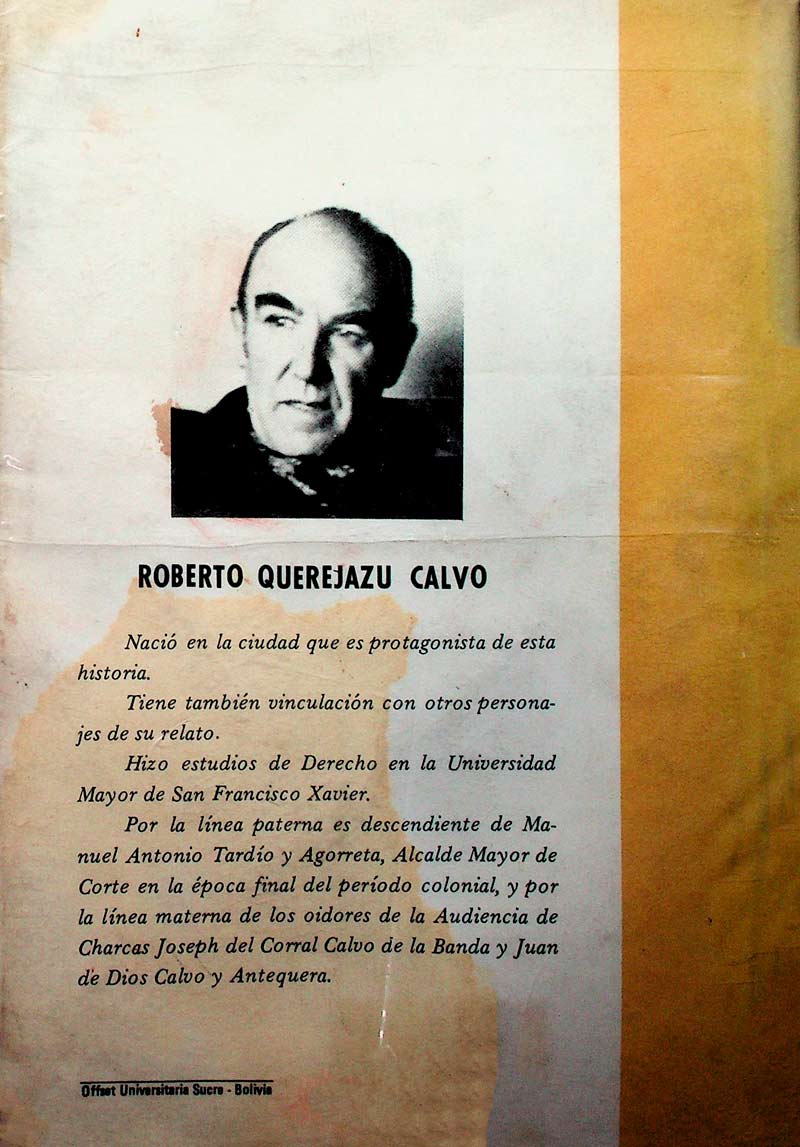 ROBERTO QUEREJAZU CALVO
Nació en la ciudad que es protagonista de esta
historia.
Tiene también vinculación con otros persona-
jes de su relato.
Hizo estudios de Derecho en la Universidad
Mayor de San Francisco Xavier.
Por la línea paterna es descendiente de Ma-
nuel Antonio Tardío y Agorreta, Alcalde Mayor de
Corte en la época final del período colonial, y por
la línea materna de los oidores de la Audiencia de
Charcas Joseph del Corral Calvo de la Banda y Juan
de Dios Calvo y Antequera.
Offset Universitaria Sucre - Bolivia